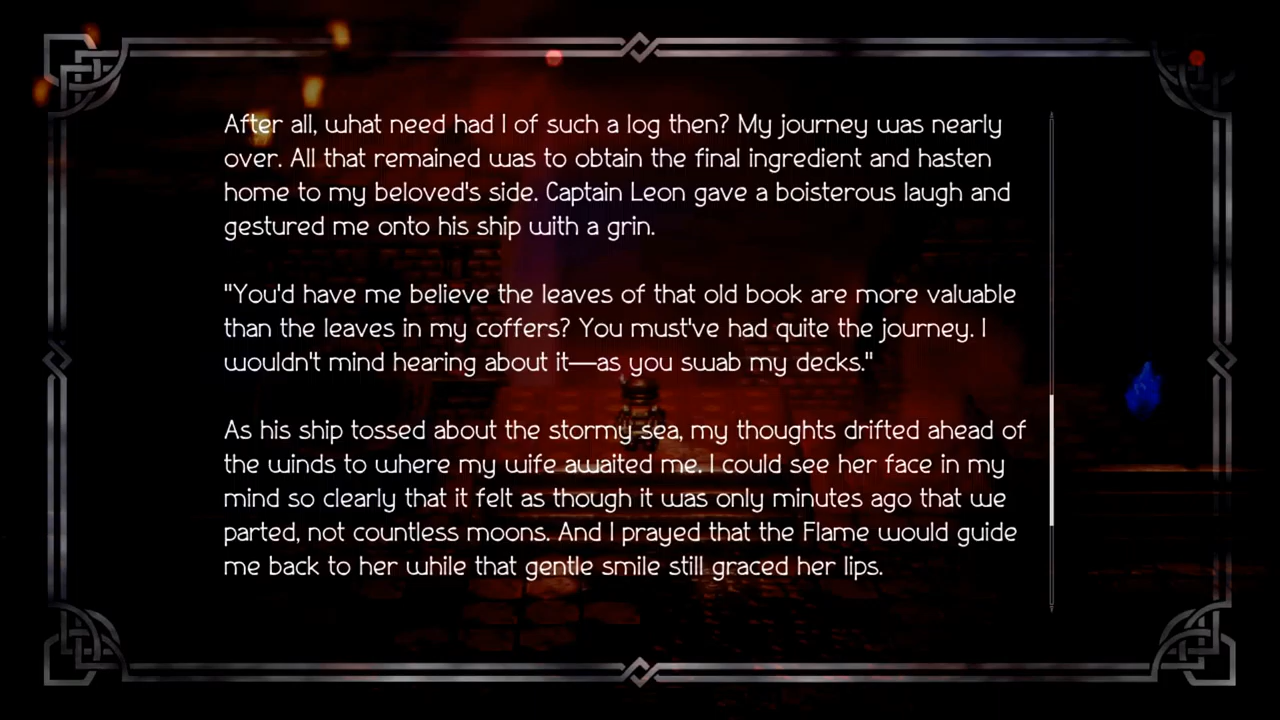 After all, what need had I of such a log then? My journey was nearly
over. All that remained was to obtain the final ingredient and hasten
home to my beloved's side. Captain Leon gave a boisterous laugh and
gestured me onto his ship with a grin.
"You'd have me believe the leaves of that old book are more valuable
than the leaves in my coffers? You must've had quite the journey. I
wouldn't mind hearing about it—as you swab my decks."
As his ship tossed about the stormy sea, my thoughts drifted ahead of
the winds to where my wife awaited me. I could see her face in my
mind so clearly that it felt as though it was only minutes ago that we
parted, not countless moons. And I prayed that the Flame would guide
me back to her while that gentle smile still graced her lips.